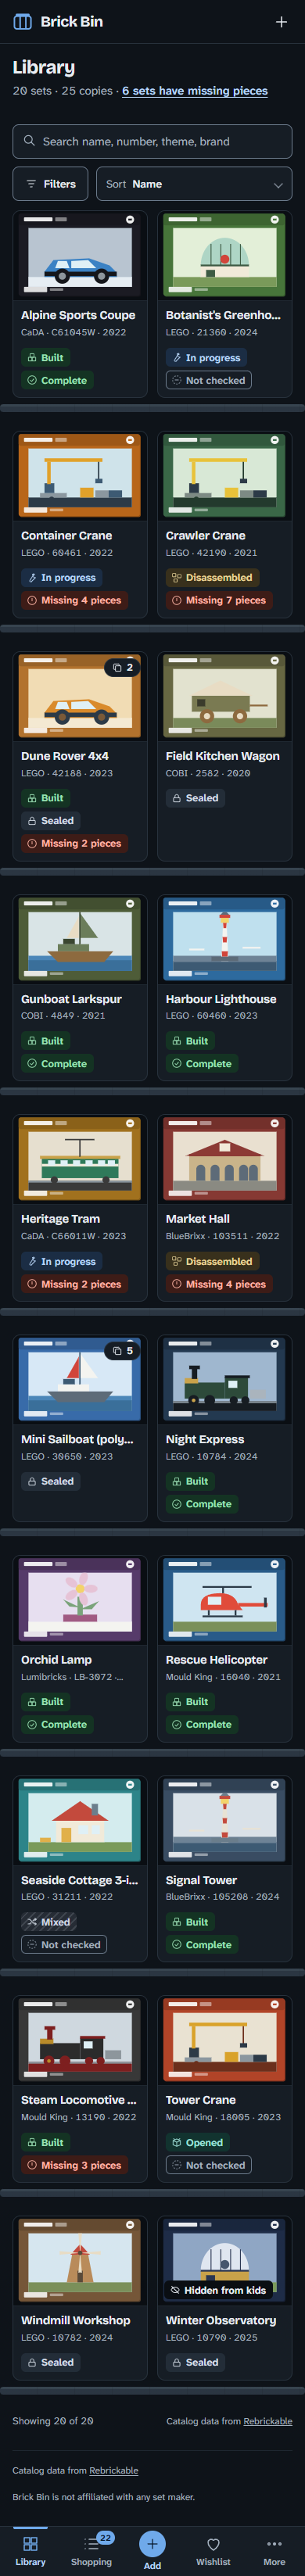 Brick Bin
Library
20 sets · 25 copies · 6 sets have missing pieces
Search name, number, theme, brand
Filters
Sort Name
Alpine Sports Coupe
CaDA · C61045W · 2022
Built
Complete
Botanist's Greenho...
LEGO · 21360 · 2024
In progress
Not checked
Container Crane
LEGO · 60461 · 2022
In progress
Missing 4 pieces
Crawler Crane
LEGO · 42190 · 2021
Disassembled
Missing 7 pieces
2
Dune Rover 4x4
LEGO · 42188 · 2023
Built
Sealed
Missing 2 pieces
Field Kitchen Wagon
COBI · 2582 · 2020
Sealed
Gunboat Larkspur
COBI · 4849 · 2021
Built
Complete
Harbour Lighthouse
LEGO · 60460 · 2023
Built
Complete
Heritage Tram
CaDA · C66011W · 2023
In progress
Missing 2 pieces
Market Hall
BlueBrixx · 103511 · 2022
Disassembled
Missing 4 pieces
5
Mini Sailboat (poly...
LEGO · 30650 · 2023
Sealed
Night Express
LEGO · 10784 · 2024
Built
Complete
Orchid Lamp
Lumibricks · LB-3072 ·...
Built
Complete
Rescue Helicopter
Mould King · 16040 · 2021
Built
Complete
Seaside Cottage 3-i...
LEGO · 31211 · 2022
Mixed
Not checked
Signal Tower
BlueBrixx · 105208 · 2024
Built
Complete
Steam Locomotive ...
Mould King · 13190 · 2022
Built
Missing 3 pieces
Tower Crane
Mould King · 18005 · 2023
Opened
Not checked
Windmill Workshop
LEGO · 10782 · 2024
Sealed
Hidden from kids
Winter Observatory
LEGO · 10790 · 2025
Sealed
Showing 20 of 20
Catalog data from Rebrickable
Catalog data from Rebrickable
Brick Bin is not affiliated with any set maker.
Library
22
Shopping
Add
Wishlist
More